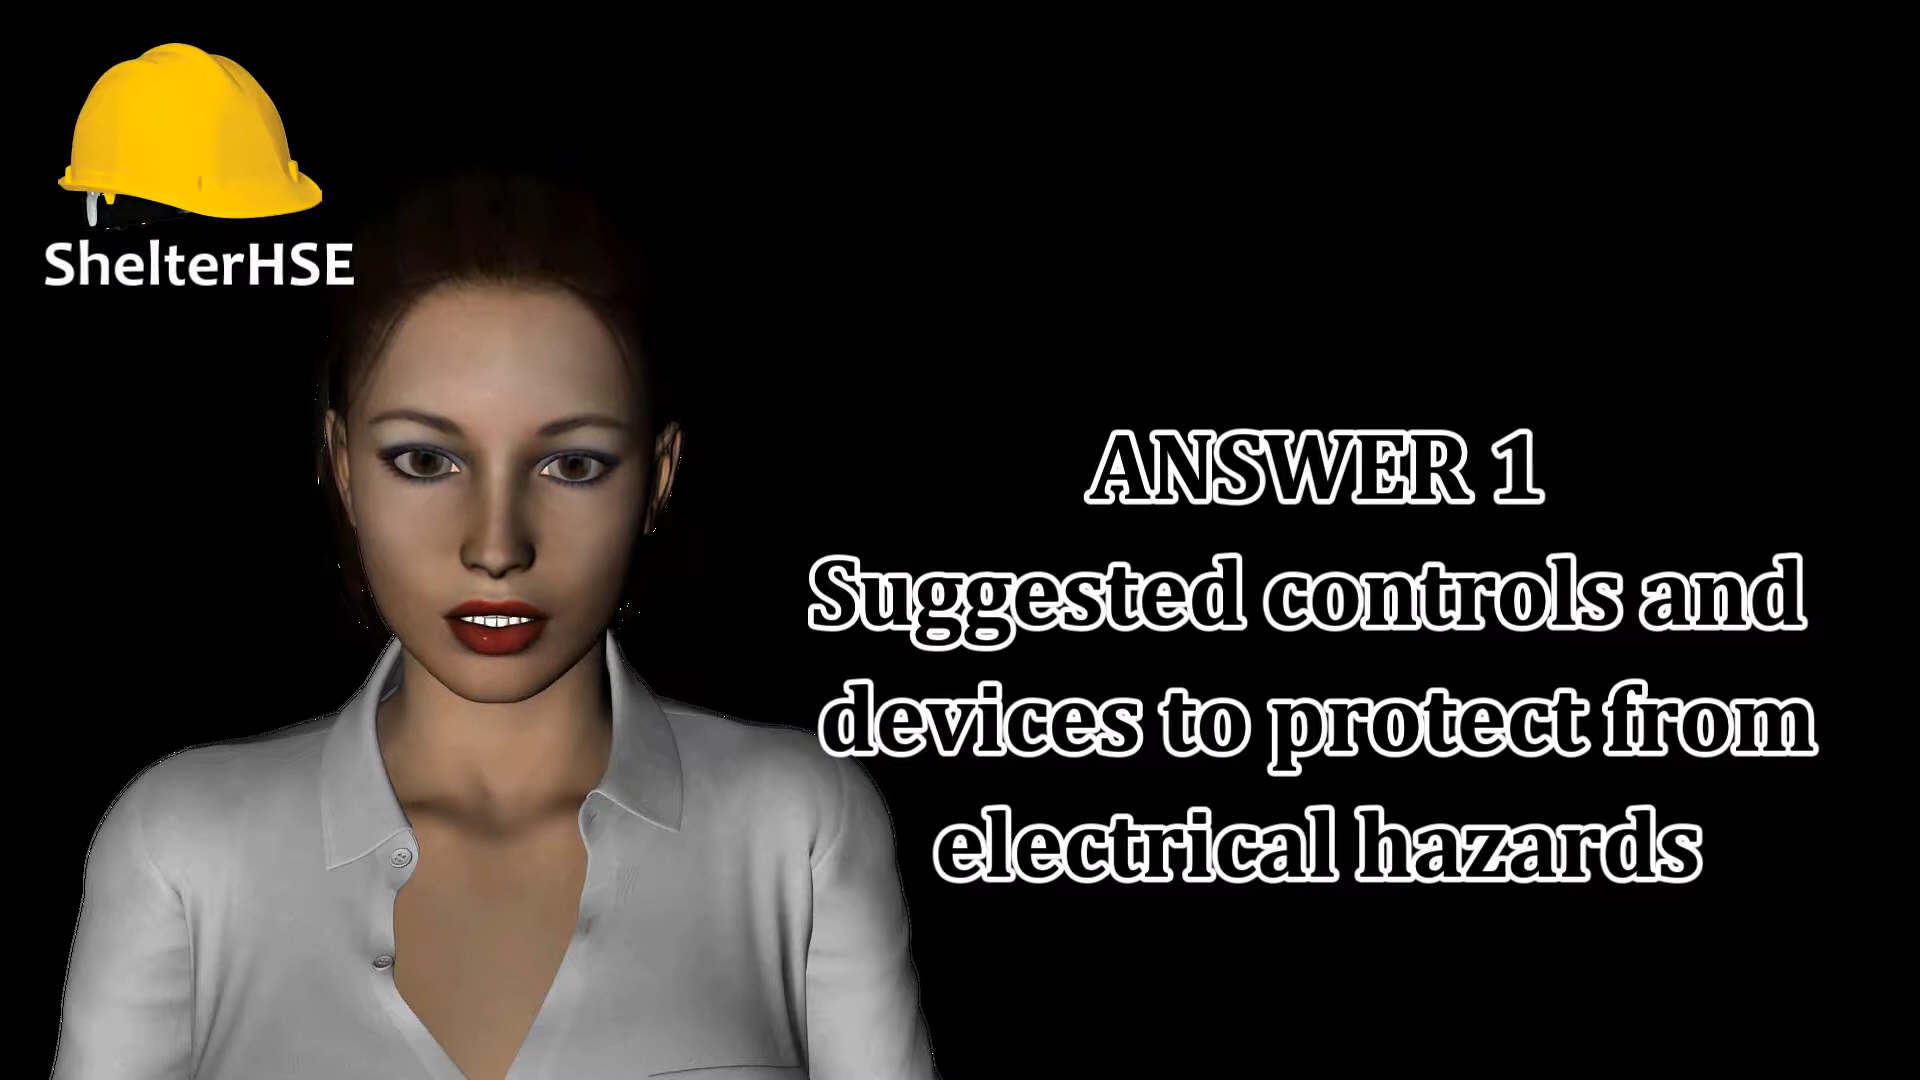 ShelterHSE
ANSWER 1
Suggested controls and
devices to protect from
electrical hazards